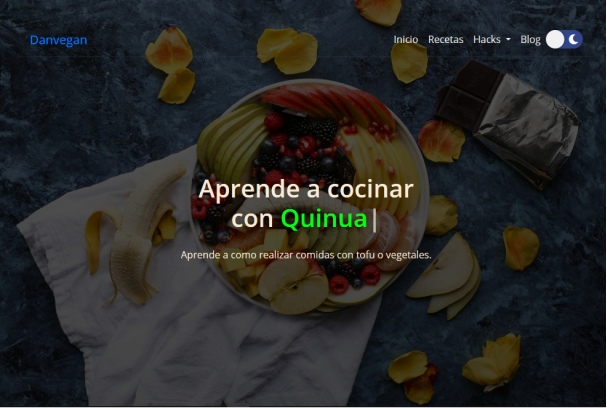 Danvegan
Inicio Recetas Hacks Blog
Aprende a cocinar
con Quinua|
Aprende a como realizar comidas con tofu o vegetales.